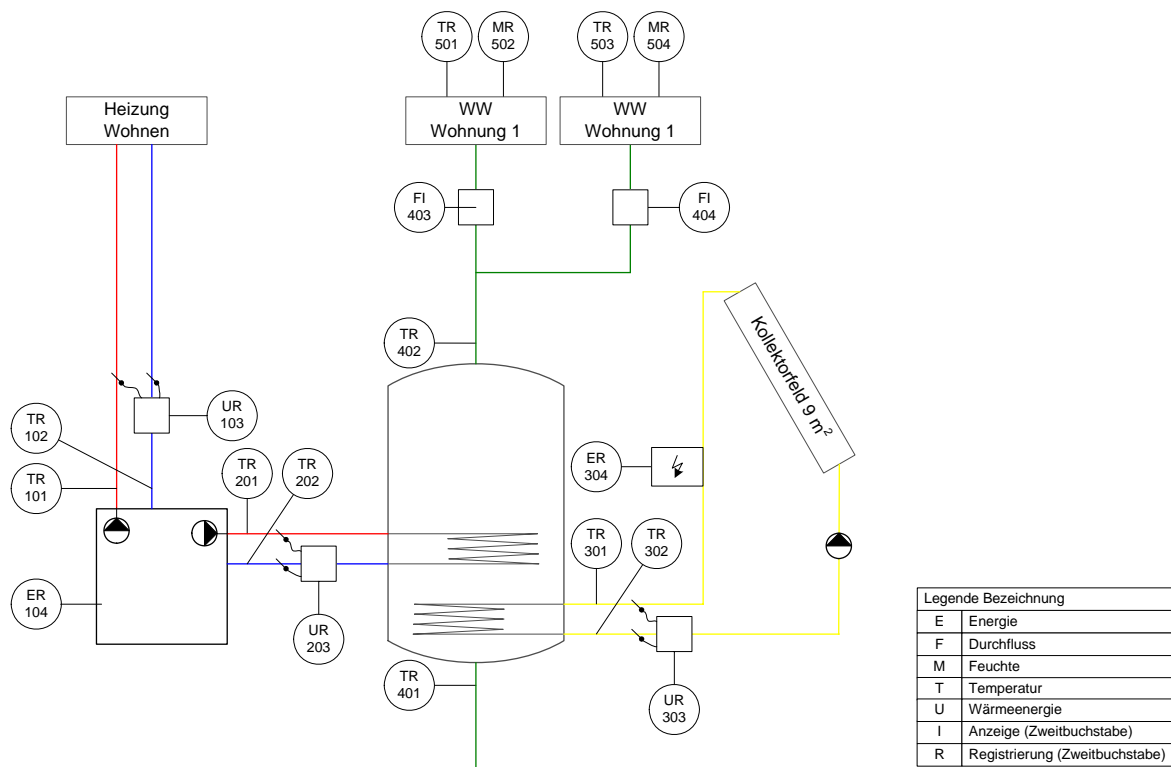 TR
501
MR
502
TR
503
MR
504
Heizung
Wohnen
WW
Wohnung 1
WW
Wohnung 1
FI
403
FI
404
TR
402
Kollektorfeld 9 m²
UR
103
TR
102
TR
101
TR
201
TR
202
ER
304
TR
301
TR
302
ER
104
UR
203
TR
401
UR
303
Legende Bezeichnung
E Energie
F Durchfluss
M Feuchte
T Temperatur
U Wärmeenergie
I Anzeige (Zweitbuchstabe)
R Registrierung (Zweitbuchstabe)